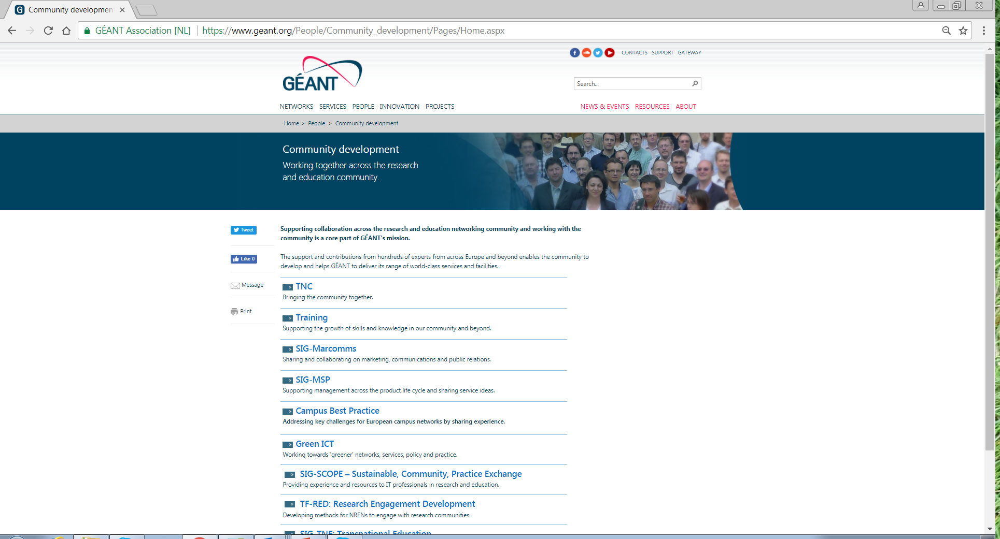 G Community developmen
GÉANT Association [NL] https://www.geant.org/People/Community_development/Pages/Home.aspx
CONTACTS SUPPORT GATEWAY
GÉANT
Search...
NETWORKS SERVICES PEOPLE INNOVATION PROJECTS NEWS & EVENTS RESOURCES ABOUT
Home > People > Community development
Community development
Working together across the research
and education community.
Tweet
Like 0
Message
Print
Supporting collaboration across the research and education networking community and working with the
community is a core part of GÉANT's mission.
The support and contributions from hundreds of experts from across Europe and beyond enables the community to
develop and helps GÉANT to deliver its range of world-class services and facilities.
TNC
Bringing the community together.
Training
Supporting the growth of skills and knowledge in our community and beyond.
SIG-Marcomms
Sharing and collaborating on marketing, communications and public relations.
SIG-MSP
Supporting management across the product life cycle and sharing service ideas.
Campus Best Practice
Addressing key challenges for European campus networks by sharing experience.
Green ICT
Working towards 'greener' networks, services, policy and practice.
SIG-SCOPE – Sustainable, Community, Practice Exchange
Providing experience and resources to IT professionals in research and education.
TF-RED: Research Engagement Development
Developing methods for NRENs to engage with research communities
SIG-TNE: Transnational Education